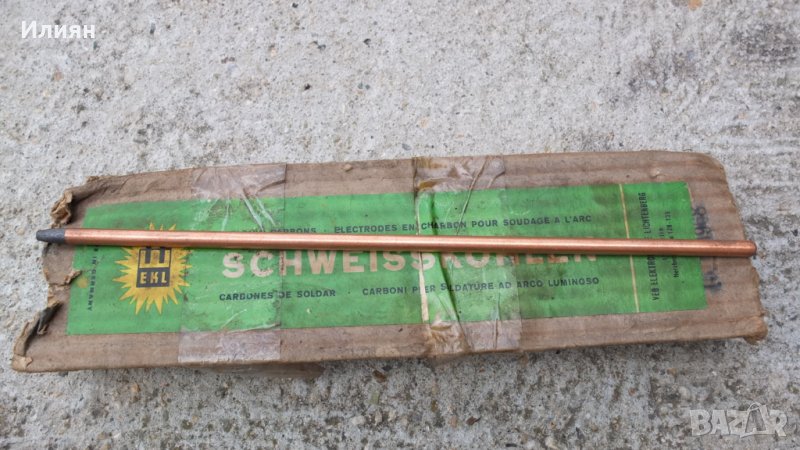 Илиян
ELECTRODES EN CHARBON POUR SOUDAGE A L'ARC
SCHWEISSKOHLEN
CARBONES DE SOLDAR · CARBONI PER SALDATURE AD ARCO LUMINOSO
EKL
VEB ELEKTRO LICHTENBERG
BAZAR